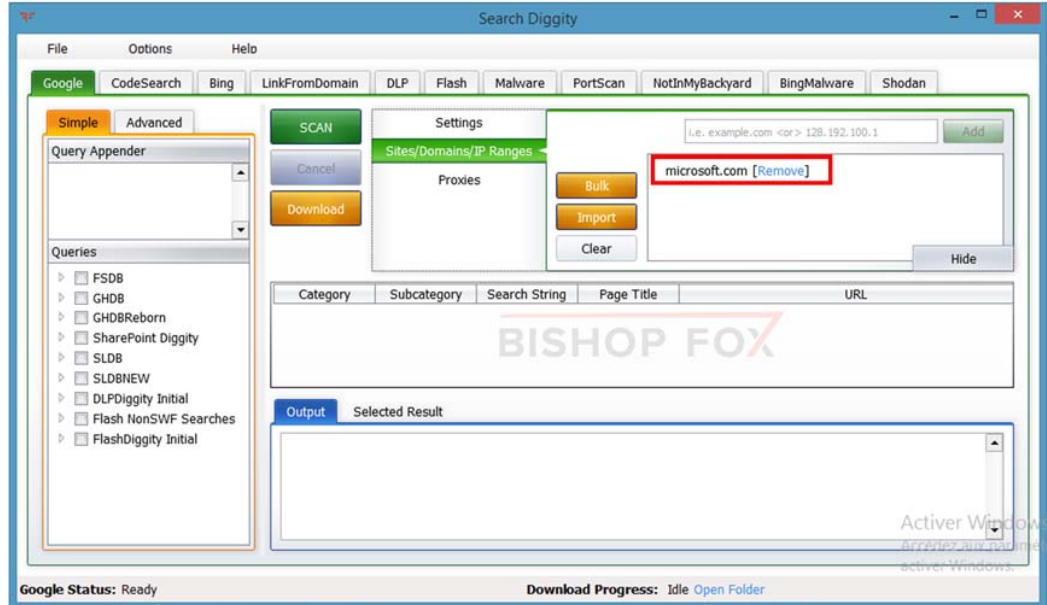 Search Diggity
File Options Help
Google CodeSearch Bing LinkFromDomain DLP Flash Malware PortScan NotInMyBackyard BingMalware Shodan
Simple Advanced
Query Appender
Queries
FSDB
GHDB
GHDBReborn
SharePoint Diggity
SLDB
SLDBNEW
DLPDiggity Initial
Flash NonSWF Searches
FlashDiggity Initial
SCAN
Cancel
Download
Settings
Sites/Domains/IP Ranges
Proxies
i.e. example.com <or> 128.192.100.1 Add
microsoft.com [Remove]
Bulk
Import
Clear
Hide
Category Subcategory Search String Page Title URL
BISHOP FOX
Output Selected Result
Activer Windows
Accédez aux
activer Windows.
Google Status: Ready Download Progress: Idle Open Folder